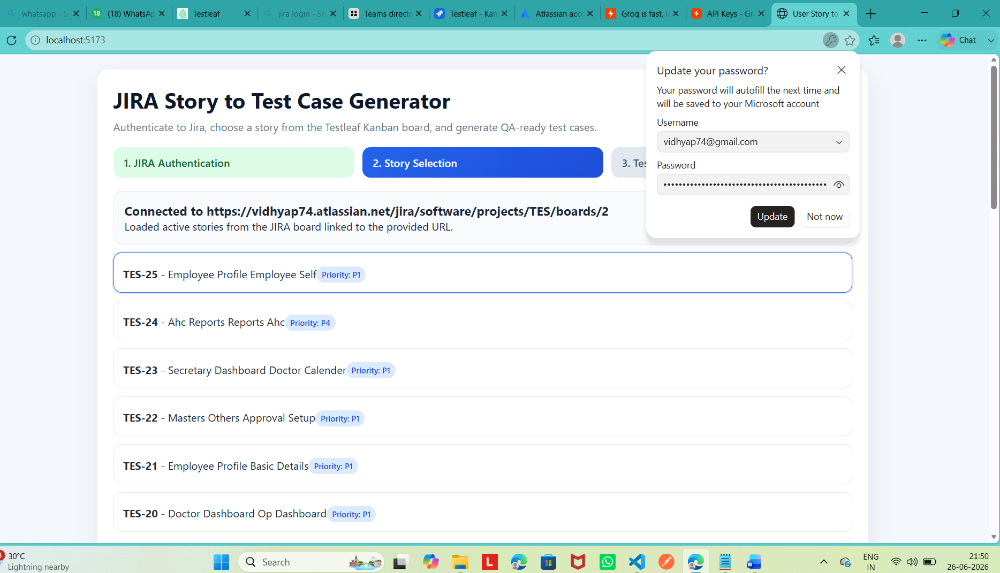 whatsapp - S
18
(18) WhatsAp
Testleaf
jira login - Se
Teams directo
Testleaf - Kan
Atlassian acco
Groq is fast, l
API Keys - Gro
User Story to
localhost:5173
Chat
Update your password?
Your password will autofill the next time and
will be saved to your Microsoft account
Username
vidhyap74@gmail.com
Password
Update
Not now
JIRA Story to Test Case Generator
Authenticate to Jira, choose a story from the Testleaf Kanban board, and generate QA-ready test cases.
1. JIRA Authentication
2. Story Selection
3. Tes
Connected to https://vidhyap74.atlassian.net/jira/software/projects/TES/boards/2
Loaded active stories from the JIRA board linked to the provided URL.
TES-25 - Employee Profile Employee Self Priority: P1
TES-24 - Ahc Reports Reports Ahc Priority: P4
TES-23 - Secretary Dashboard Doctor Calender Priority: P1
TES-22 - Masters Others Approval Setup Priority: P1
TES-21 - Employee Profile Basic Details Priority: P1
TES-20 - Doctor Dashboard Op Dashboard Priority: P1
30°C
Lightning nearby
Search
L
W
ENG
IN
21:50
26-06-2026